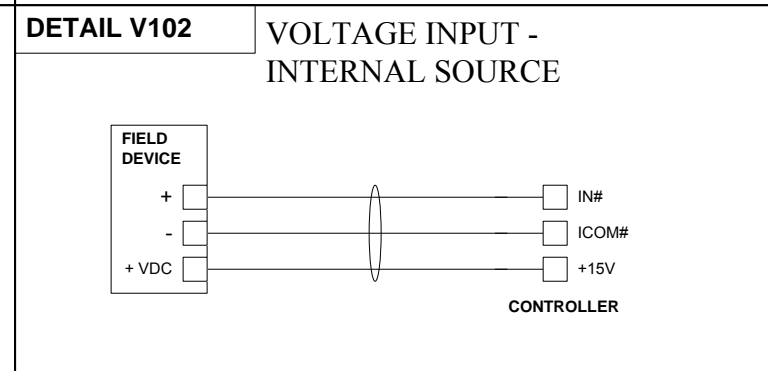 DETAIL V102
VOLTAGE INPUT -
INTERNAL SOURCE
FIELD
DEVICE
+
IN#
-
ICOM#
+ VDC
+15V
CONTROLLER